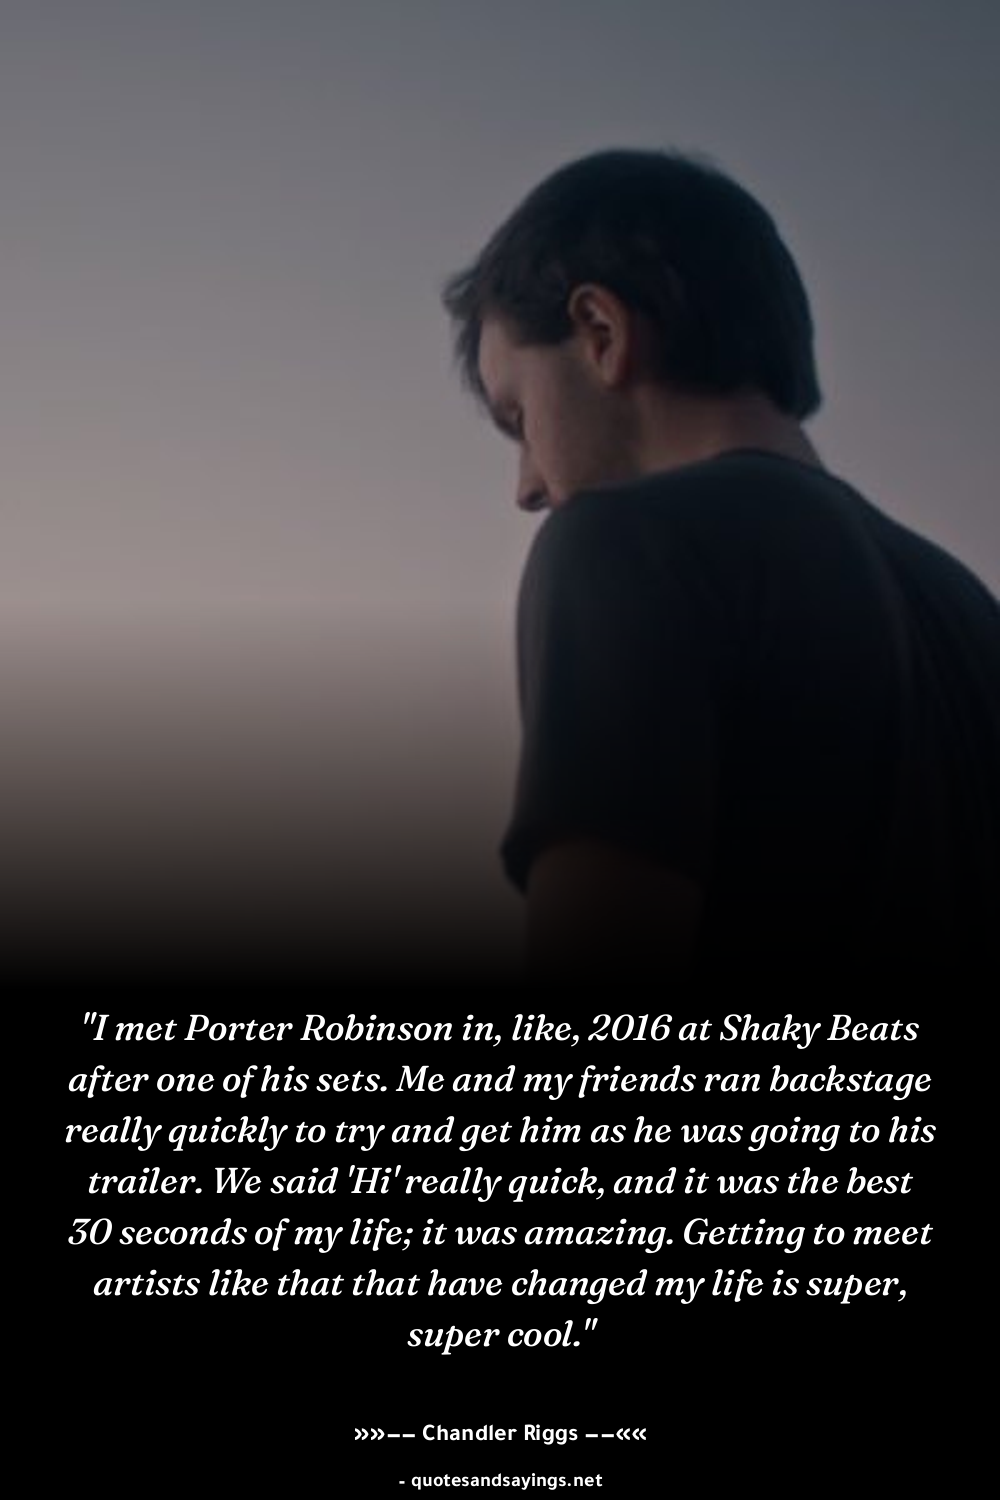 "I met Porter Robinson in, like, 2016 at Shaky Beats
after one of his sets. Me and my friends ran backstage
really quickly to try and get him as he was going to his
trailer. We said 'Hi' really quick, and it was the best
30 seconds of my life; it was amazing. Getting to meet
artists like that that have changed my life is super,
super cool."
»»−− Chandler Riggs −−««
- quotesandsayings.net